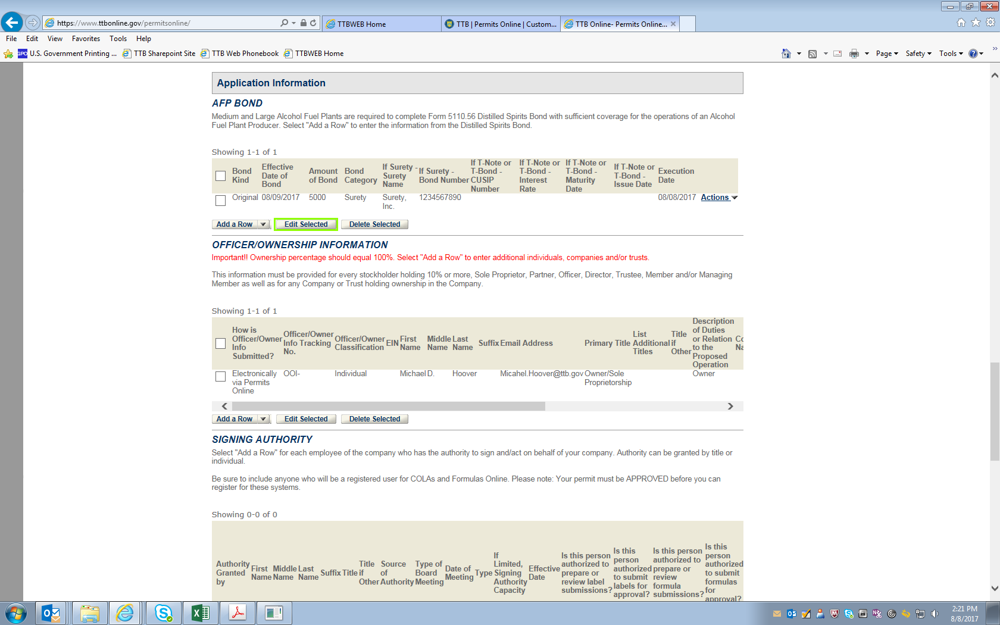 https://www.ttbonline.gov/permitsonline/
TTBWEB Home
TTB | Permits Online | Custom...
TTB Online- Permits Online...
File Edit View Favorites Tools Help
GPO U.S. Government Printing ... TTB Sharepoint Site TTB Web Phonebook TTBWEB Home
Page Safety Tools
Application Information
AFP BOND
Medium and Large Alcohol Fuel Plants are required to complete Form 5110.56 Distilled Spirits Bond with sufficient coverage for the operations of an Alcohol
Fuel Plant Producer. Select "Add a Row" to enter the information from the Distilled Spirits Bond.
Showing 1-1 of 1
Bond Kind
Effective Date of Bond
Amount of Bond
Bond Category
If Surety - Surety Name
If Surety - Bond Number
If T-Note or T-Bond - CUSIP Number
If T-Note or T-Bond - Interest Rate
If T-Note or T-Bond - Maturity Date
If T-Note or T-Bond - Issue Date
Execution Date
Original 08/09/2017 5000 Surety Surety, Inc. 1234567890 08/08/2017 Actions
Add a Row Edit Selected Delete Selected
OFFICER/OWNERSHIP INFORMATION
Important!! Ownership percentage should equal 100%. Select "Add a Row" to enter additional individuals, companies and/or trusts.
This information must be provided for every stockholder holding 10% or more, Sole Proprietor, Partner, Officer, Director, Trustee, Member and/or Managing
Member as well as for any Company or Trust holding ownership in the Company.
Showing 1-1 of 1
How is Officer/Owner Info Submitted?
Officer/Owner Info Tracking No.
Officer/Owner Classification
EIN
First Name
Middle Name
Last Name
Suffix
Email Address
Primary Title
List Additional Titles
Title if Other
Description of Duties or Relation to the Proposed Operation
Co
Na
Electronically via Permits Online OOI- Individual Michael D. Hoover Micahel.Hoover@ttb.gov Owner/Sole Proprietorship Owner
Add a Row Edit Selected Delete Selected
SIGNING AUTHORITY
Select "Add a Row" for each employee of the company who has the authority to sign and/act on behalf of your company. Authority can be granted by title or
individual.
Be sure to include anyone who will be a registered user for COLAs and Formulas Online. Please note: Your permit must be APPROVED before you can
register for these systems.
Showing 0-0 of 0
Authority Granted by
First Name
Middle Name
Last Name
Suffix
Title
Title if Other
Source of Authority
Type of Board Meeting
Date of Meeting
Type
If Limited, Signing Authority Capacity
Effective Date
Is this person authorized to prepare or review label submissions?
Is this person authorized to submit labels for approval?
Is this person authorized to prepare or review formula submissions?
Is this person authorized to submit formulas for approval?
2:21 PM
8/8/2017